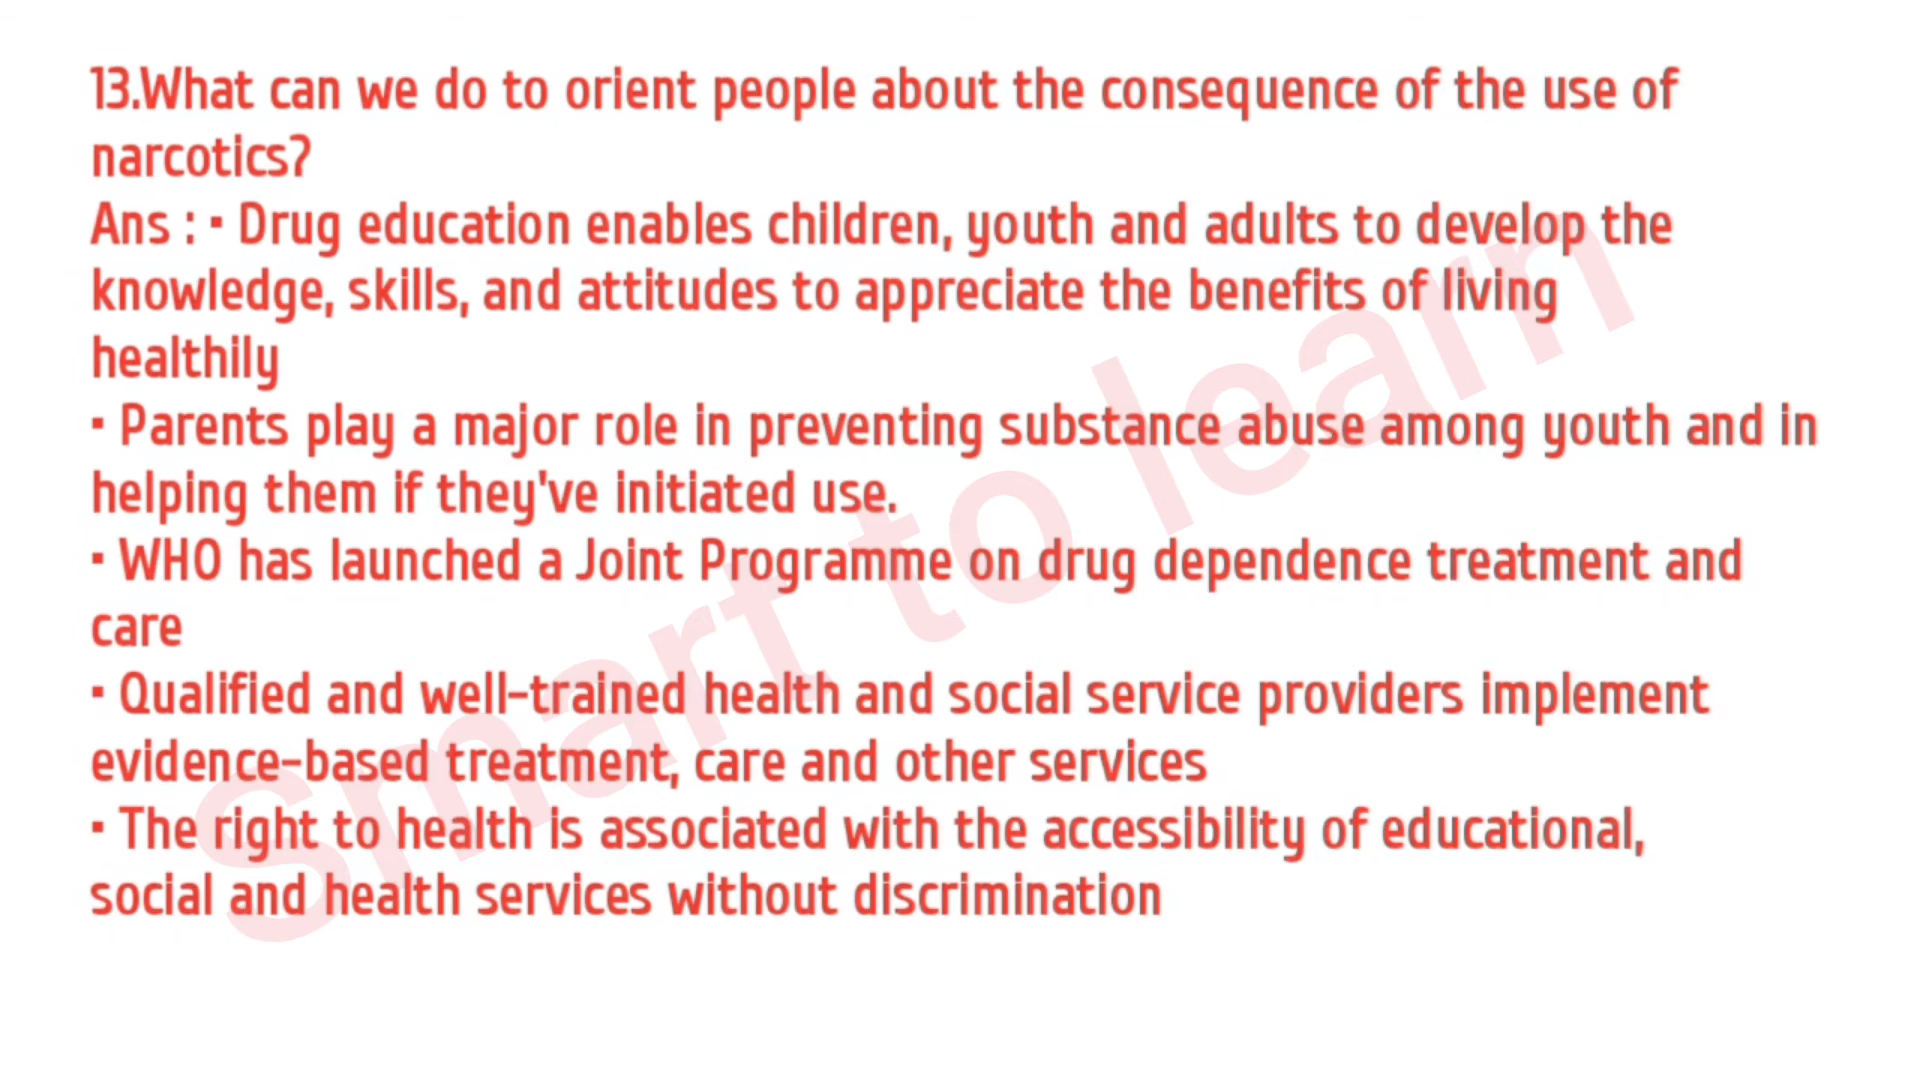 13.What can we do to orient people about the consequence of the use of
narcotics?
Ans : ▪ Drug education enables children, youth and adults to develop the
knowledge, skills, and attitudes to appreciate the benefits of living
healthily
▪ Parents play a major role in preventing substance abuse among youth and in
helping them if they've initiated use.
▪ WHO has launched a Joint Programme on drug dependence treatment and
care
▪ Qualified and well-trained health and social service providers implement
evidence-based treatment, care and other services
▪ The right to health is associated with the accessibility of educational,
social and health services without discrimination
smart to learn